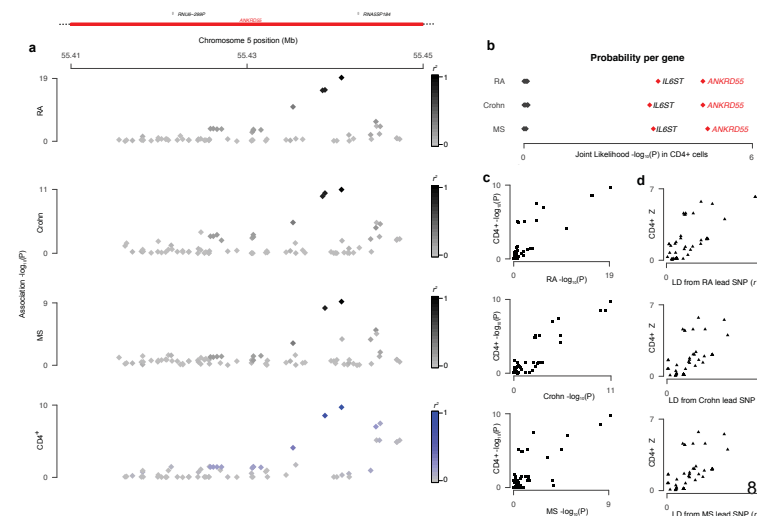 RNU6−299P
ANKRD55
RNA5SP184
Chromosome 5 position (Mb)
a
55.41
55.43
55.45
r²
19
RA
0
1
0
r²
11
Crohn
0
1
0
Association -log₁₀(P)
r²
9
MS
0
1
0
r²
10
CD4⁺
0
1
0
b
Probability per gene
RA
IL6ST
ANKRD55
Crohn
IL6ST
ANKRD55
MS
IL6ST
ANKRD55
0
6
Joint Likelihood -log₁₀(P) in CD4+ cells
c
10
CD4+ -log₁₀(P)
0
0
19
RA -log₁₀(P)
10
CD4+ -log₁₀(P)
0
0
11
Crohn -log₁₀(P)
10
CD4+ -log₁₀(P)
0
0
9
MS -log₁₀(P)
d
7
CD4+ Z
0
0
LD from RA lead SNP (r
7
CD4+ Z
0
0
LD from Crohn lead SNP
7
CD4+ Z
0
0
LD from MS lead SNP (r
8